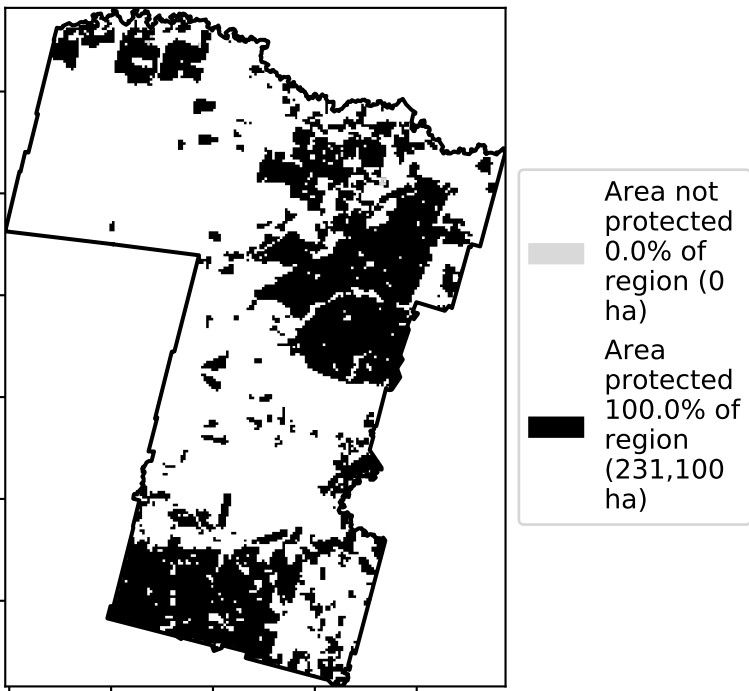 Area not
protected
0.0% of
region (0
ha)
Area
protected
100.0% of
region
(231,100
ha)